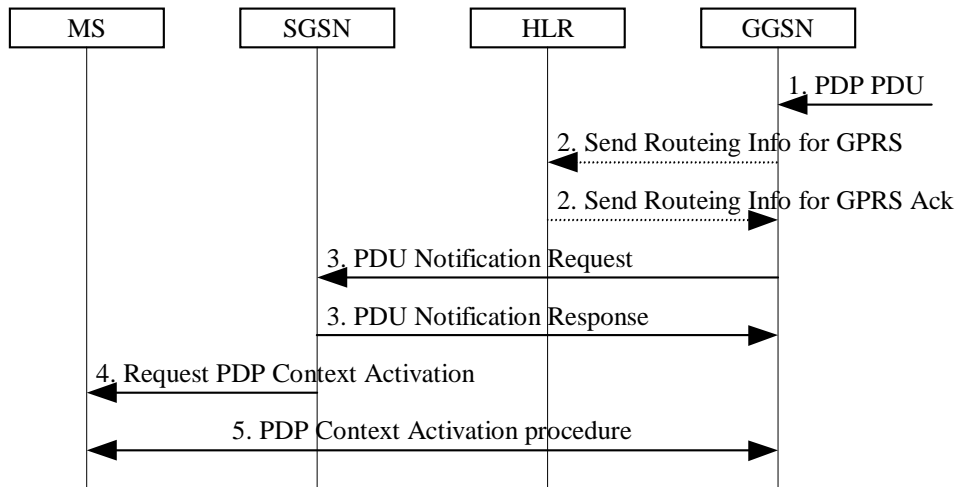 MS SGSN HLR GGSN
1. PDP PDU
2. Send Routeing Info for GPRS
2. Send Routeing Info for GPRS Ack
3. PDU Notification Request
3. PDU Notification Response
4. Request PDP Context Activation
5. PDP Context Activation procedure